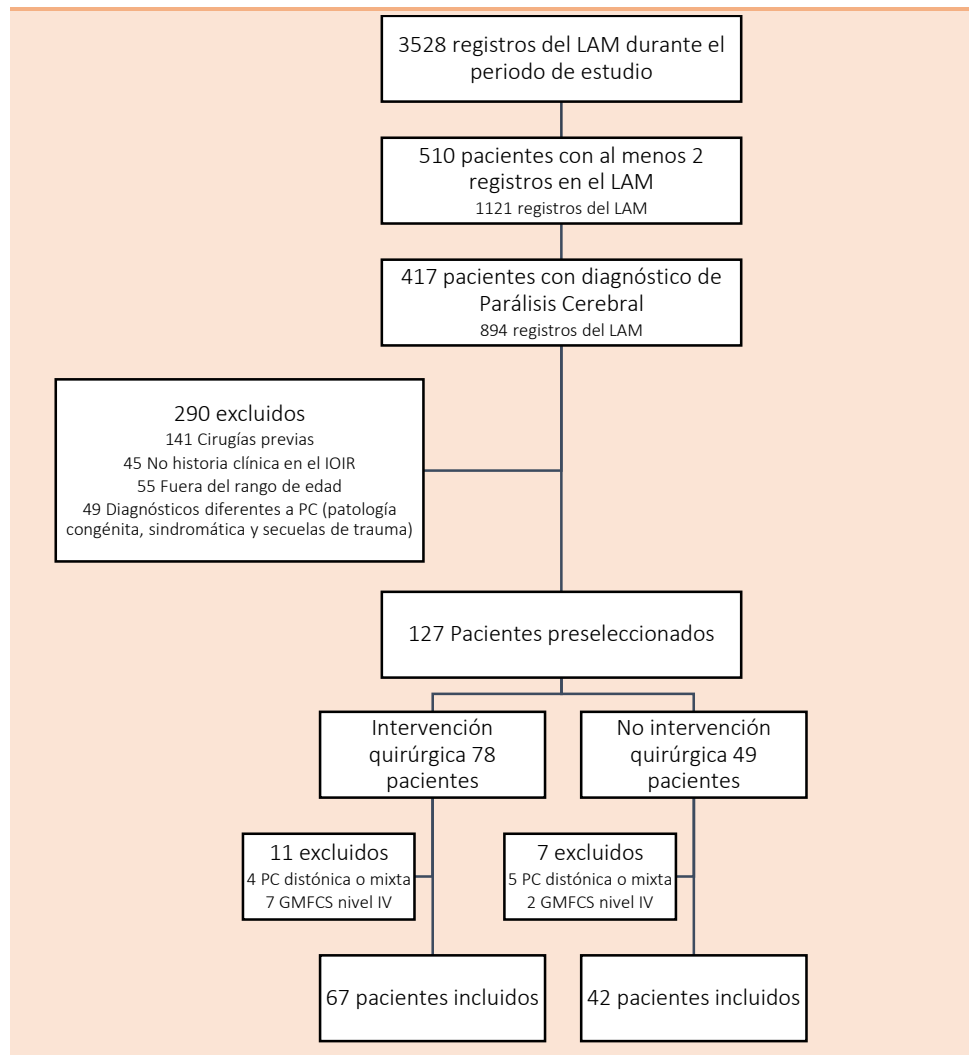 3528 registros del LAM durante el
periodo de estudio
510 pacientes con al menos 2
registros en el LAM
1121 registros del LAM
417 pacientes con diagnóstico de
Parálisis Cerebral
894 registros del LAM
290 excluidos
141 Cirugías previas
45 No historia clínica en el IOIR
55 Fuera del rango de edad
49 Diagnósticos diferentes a PC (patología
congénita, sindromática y secuelas de trauma)
127 Pacientes preseleccionados
Intervención
quirúrgica 78
pacientes
No intervención
quirúrgica 49
pacientes
11 excluidos
4 PC distónica o mixta
7 GMFCS nivel IV
7 excluidos
5 PC distónica o mixta
2 GMFCS nivel IV
67 pacientes incluidos
42 pacientes incluidos